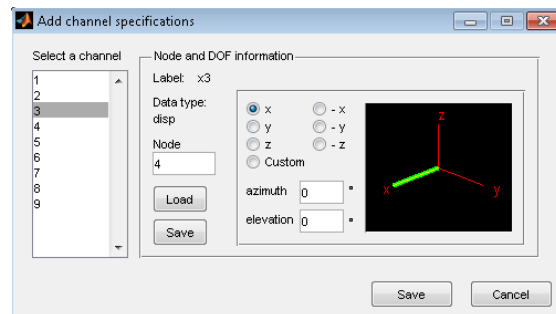 Add channel specifications
Select a channel
1
2
3
4
5
6
7
8
9
Node and DOF information
Label: x3
Data type:
disp
Node
4
Load
Save
x
- x
y
- y
z
- z
Custom
azimuth 0 °
elevation 0 °
z
x
y
Save
Cancel